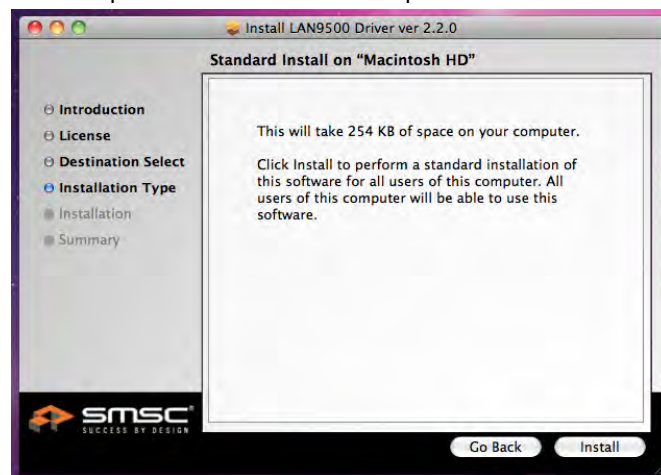 Install LAN9500 Driver ver 2.2.0
Standard Install on “Macintosh HD”
Introduction
License
Destination Select
Installation Type
Installation
Summary
This will take 254 KB of space on your computer.
Click Install to perform a standard installation of
this software for all users of this computer. All
users of this computer will be able to use this
software.
smsc
SUCCESS BY DESIGN
Go Back
Install